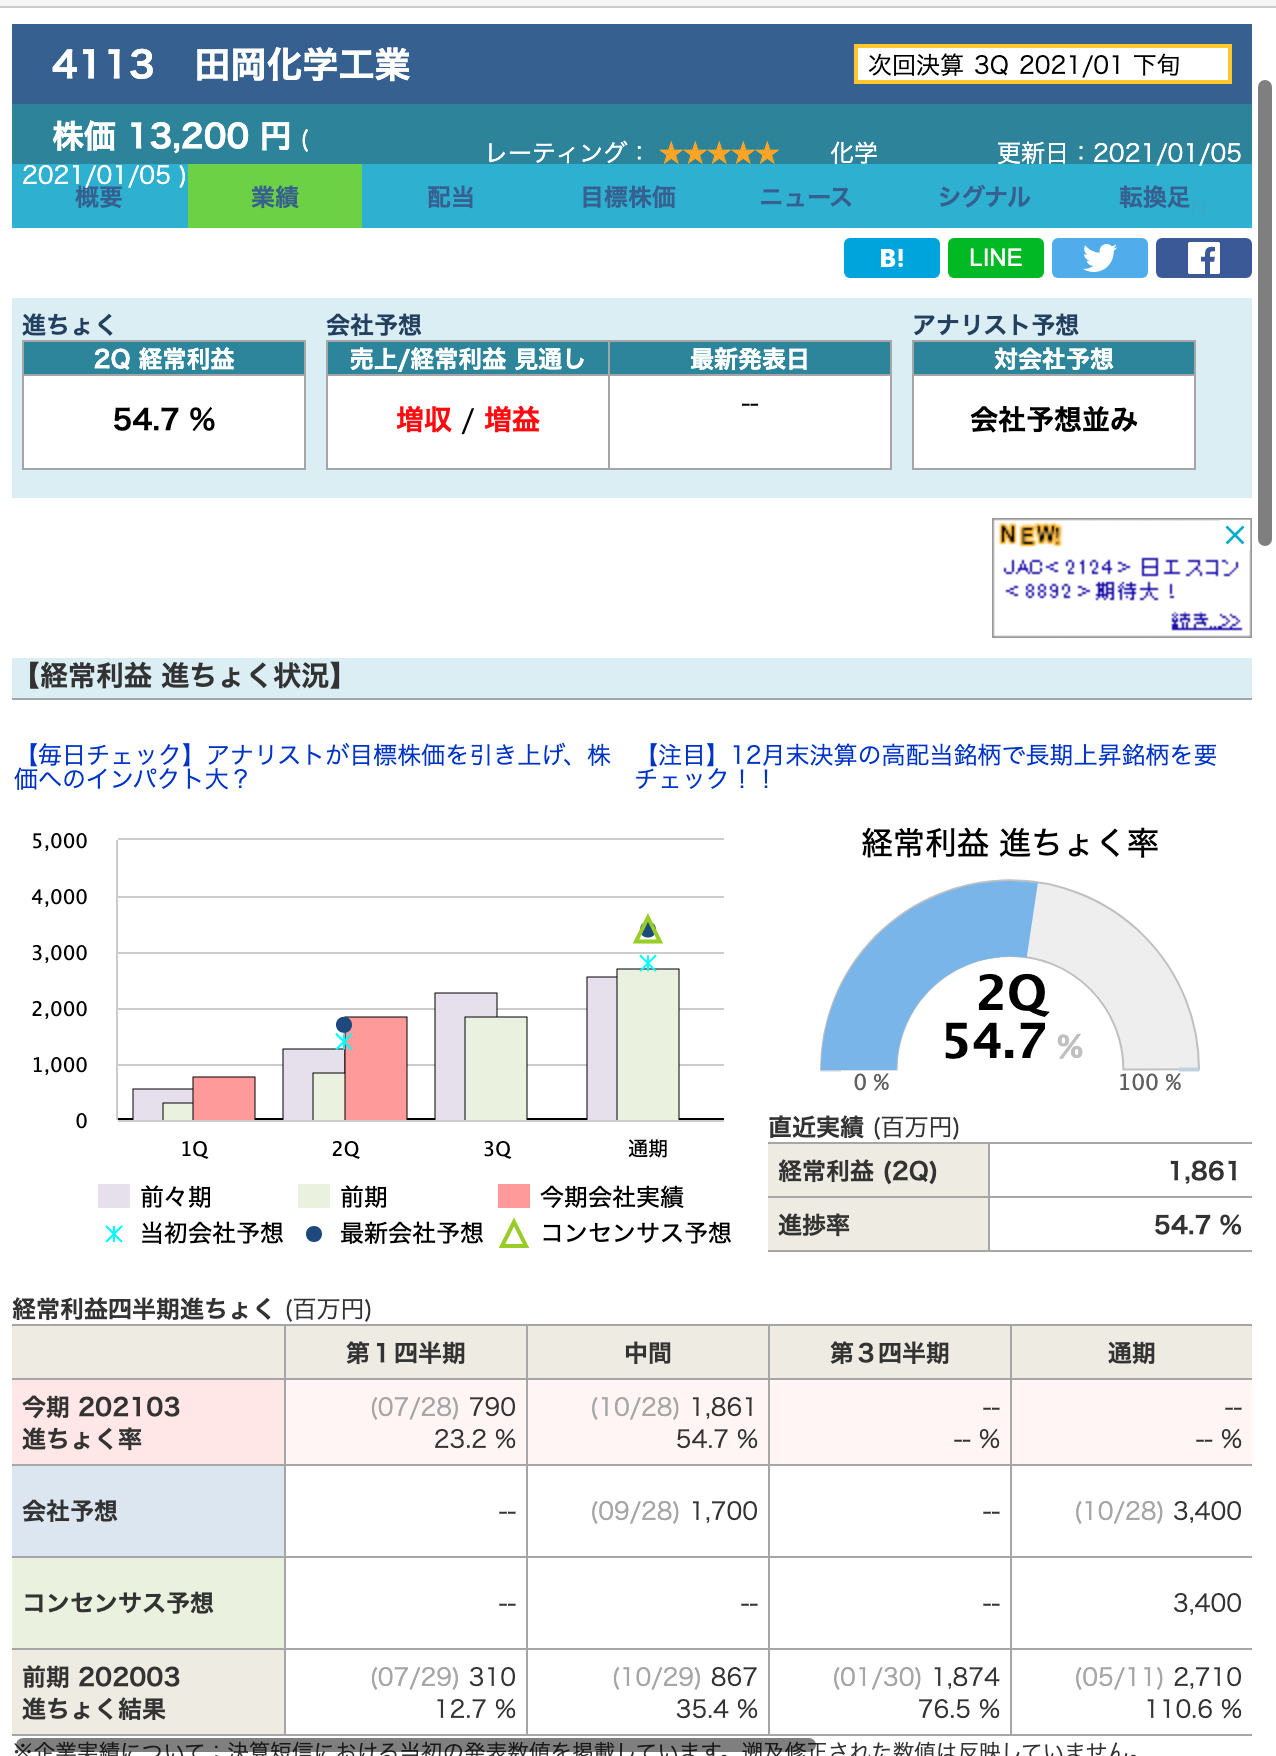 4113　田岡化学工業
次回決算 3Q 2021/01 下旬
株価 13,200 円 (
2021/01/05 )
レーティング： ★★★★★
化学
更新日：2021/01/05
概要 業績 配当 目標株価 ニュース シグナル 転換足
B! LINE
進ちょく
2Q 経常利益
54.7 %
会社予想
売上/経常利益 見通し 最新発表日
増収 / 増益 --
アナリスト予想
対会社予想
会社予想並み
NEW!
JAC<2124> 日エスコン
<8892>期待大！
続き..>>
【経常利益 進ちょく状況】
【毎日チェック】アナリストが目標株価を引き上げ、株
価へのインパクト大？
【注目】12月末決算の高配当銘柄で長期上昇銘柄を要
チェック！！
5,000
4,000
3,000
2,000
1,000
0
1Q 2Q 3Q 通期
前々期 前期 今期会社実績
当初会社予想 最新会社予想 コンセンサス予想
経常利益 進ちょく率
2Q
54.7 %
0 % 100 %
直近実績 (百万円)
経常利益 (2Q) 1,861
進捗率 54.7 %
経常利益四半期進ちょく (百万円)
第１四半期 中間 第３四半期 通期
今期 202103 (07/28) 790 (10/28) 1,861 -- --
進ちょく率 23.2 % 54.7 % -- % -- %
会社予想 -- (09/28) 1,700 -- (10/28) 3,400
コンセンサス予想 -- -- -- 3,400
前期 202003 (07/29) 310 (10/29) 867 (01/30) 1,874 (05/11) 2,710
進ちょく結果 12.7 % 35.4 % 76.5 % 110.6 %
※企業実績について：決算短信における当初の発表数値を掲載しています。遡及修正された数値は反映していません。